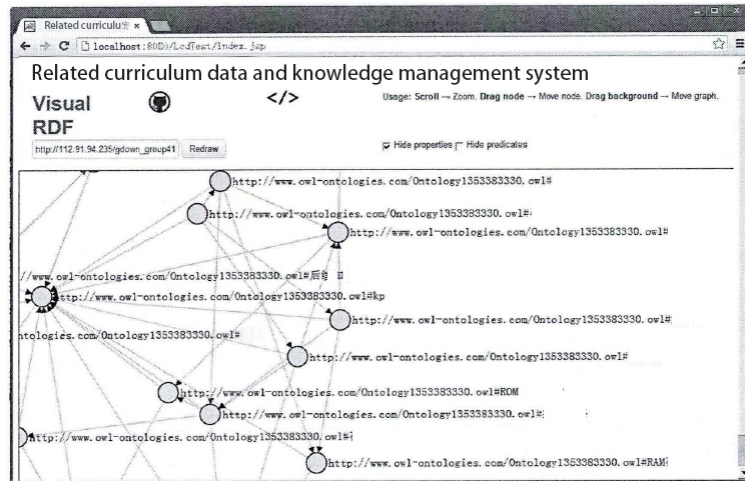 Related curriculu
localhost:8080/LodTest/Index.jsp
Related curriculum data and knowledge management system
Visual
RDF
</>
Usage: Scroll → Zoom. Drag node → Move node. Drag background → Move graph.
http://112.91.94.235/gdown_group41 Redraw
Hide properties Hide predicates
http://www.owl-ontologies.com/Ontology1353383330.owl#
http://www.owl-ontologies.com/Ontology1353383330.owl#
http://www.owl-ontologies.com/Ontology1353383330.owl#
//www.owl-ontologies.com/Ontology1353383330.owl#后
http://www.owl-ontologies.com/Ontology1353383330.owl#kp
http://www.owl-ontologies.com/Ontology1353383330.owl#
ntologies.com/Ontology1353383330.owl#
http://www.owl-ontologies.com/Ontology1353383330.owl#
http://www.owl-ontologies.com/Ontology1353383330.owl#ROM
http://www.owl-ontologies.com/Ontology1353383330.owl#
http://www.owl-ontologies.com/Ontology1353383330.owl#
http://www.owl-ontologies.com/Ontology1353383330.owl#RAM